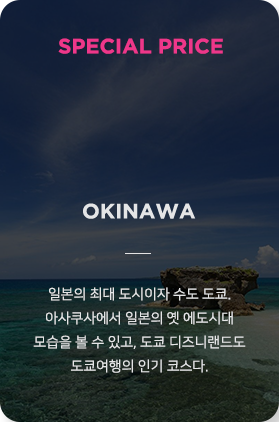 SPECIAL PRICE
OKINAWA
일본의 최대 도시이자 수도 도쿄.
아사쿠사에서 일본의 옛 에도시대
모습을 볼 수 있고, 도쿄 디즈니랜드도
도쿄여행의 인기 코스다.